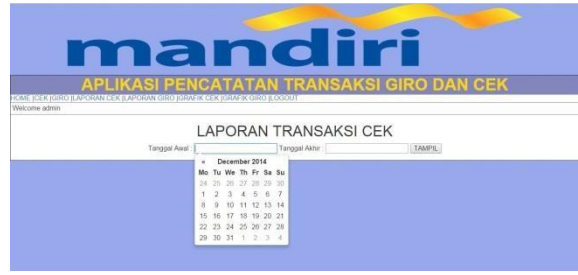 mandiri
APLIKASI PENCATATAN TRANSAKSI GIRO DAN CEK
HOME |CEK |GIRO |LAPORAN CEK |LAPORAN GIRO |GRAFIK CEK |GRAFIK GIRO |LOGOUT
Welcome admin
LAPORAN TRANSAKSI CEK
Tanggal Awal : Tanggal Akhir : TAMPIL
« December 2014
Mo Tu We Th Fr Sa Su
24 25 26 27 28 29 30
1 2 3 4 5 6 7
8 9 10 11 12 13 14
15 16 17 18 19 20 21
22 23 24 25 26 27 28
29 30 31 1 2 3 4